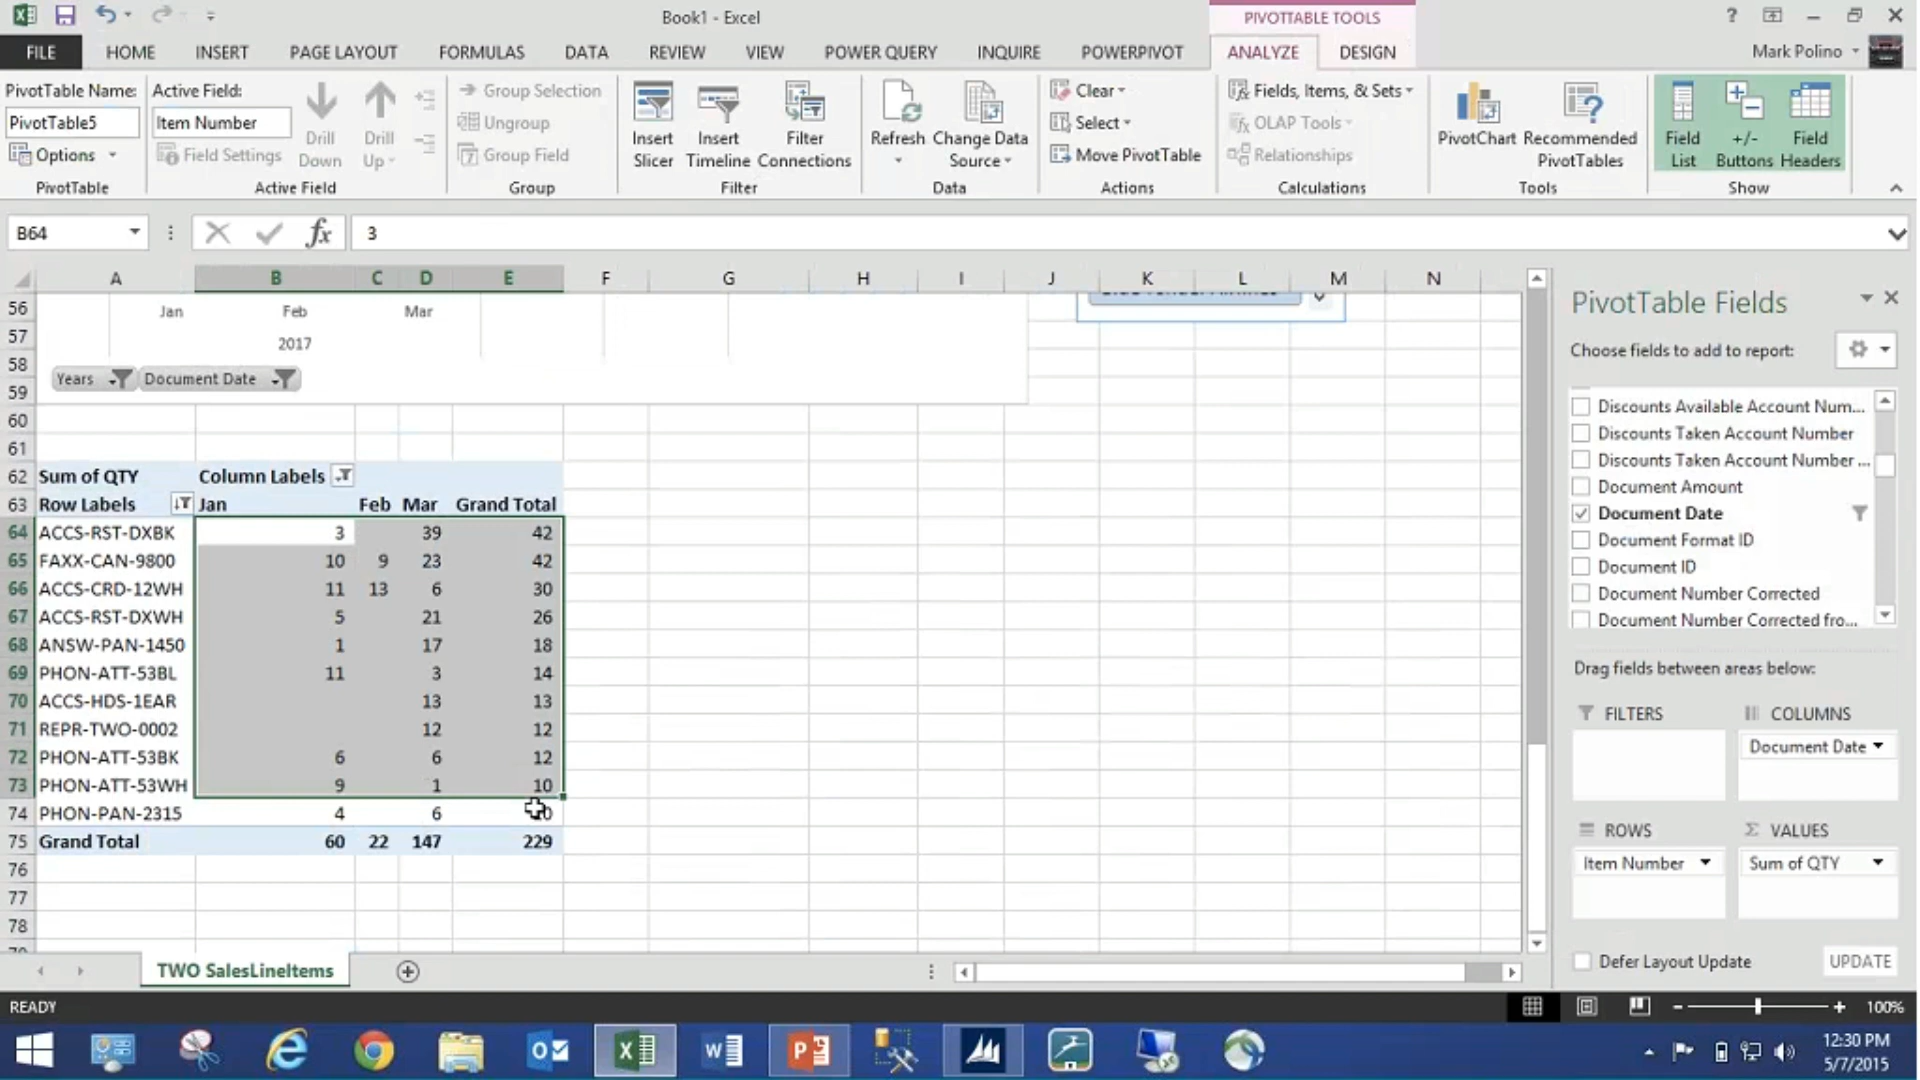 Book1 - Excel
PIVOTTABLE TOOLS
FILE HOME INSERT PAGE LAYOUT FORMULAS DATA REVIEW VIEW POWER QUERY INQUIRE POWERPIVOT ANALYZE DESIGN Mark Polino
PivotTable Name:
PivotTable5
Options
PivotTable
Active Field:
Item Number
Field Settings
Drill Down
Drill Up
Active Field
Group Selection
Ungroup
Group Field
Group
Insert Slicer
Insert Timeline
Filter Connections
Filter
Refresh
Change Data Source
Data
Clear
Select
Move PivotTable
Actions
Fields, Items, & Sets
OLAP Tools
Relationships
Calculations
PivotChart
Recommended PivotTables
Tools
Field List
+/- Buttons
Field Headers
Show
B64 fx 3
A B C D E F G H I J K L M N
56 Jan Feb Mar
57 2017
58
59 Years Document Date
60
61
62 Sum of QTY Column Labels
63 Row Labels Jan Feb Mar Grand Total
64 ACCS-RST-DXBK 3 39 42
65 FAXX-CAN-9800 10 9 23 42
66 ACCS-CRD-12WH 11 13 6 30
67 ACCS-RST-DXWH 5 21 26
68 ANSW-PAN-1450 1 17 18
69 PHON-ATT-53BL 11 3 14
70 ACCS-HDS-1EAR 13 13
71 REPR-TWO-0002 12 12
72 PHON-ATT-53BK 6 6 12
73 PHON-ATT-53WH 9 1 10
74 PHON-PAN-2315 4 6
75 Grand Total 60 22 147 229
76
77
78
TWO SalesLineItems
PivotTable Fields
Choose fields to add to report:
Discounts Available Account Num...
Discounts Taken Account Number
Discounts Taken Account Number ...
Document Amount
Document Date
Document Format ID
Document ID
Document Number Corrected
Document Number Corrected fro...
Drag fields between areas below:
FILTERS
COLUMNS
Document Date
ROWS
Item Number
Σ VALUES
Sum of QTY
Defer Layout Update
UPDATE
READY
100%
12:30 PM
5/7/2015